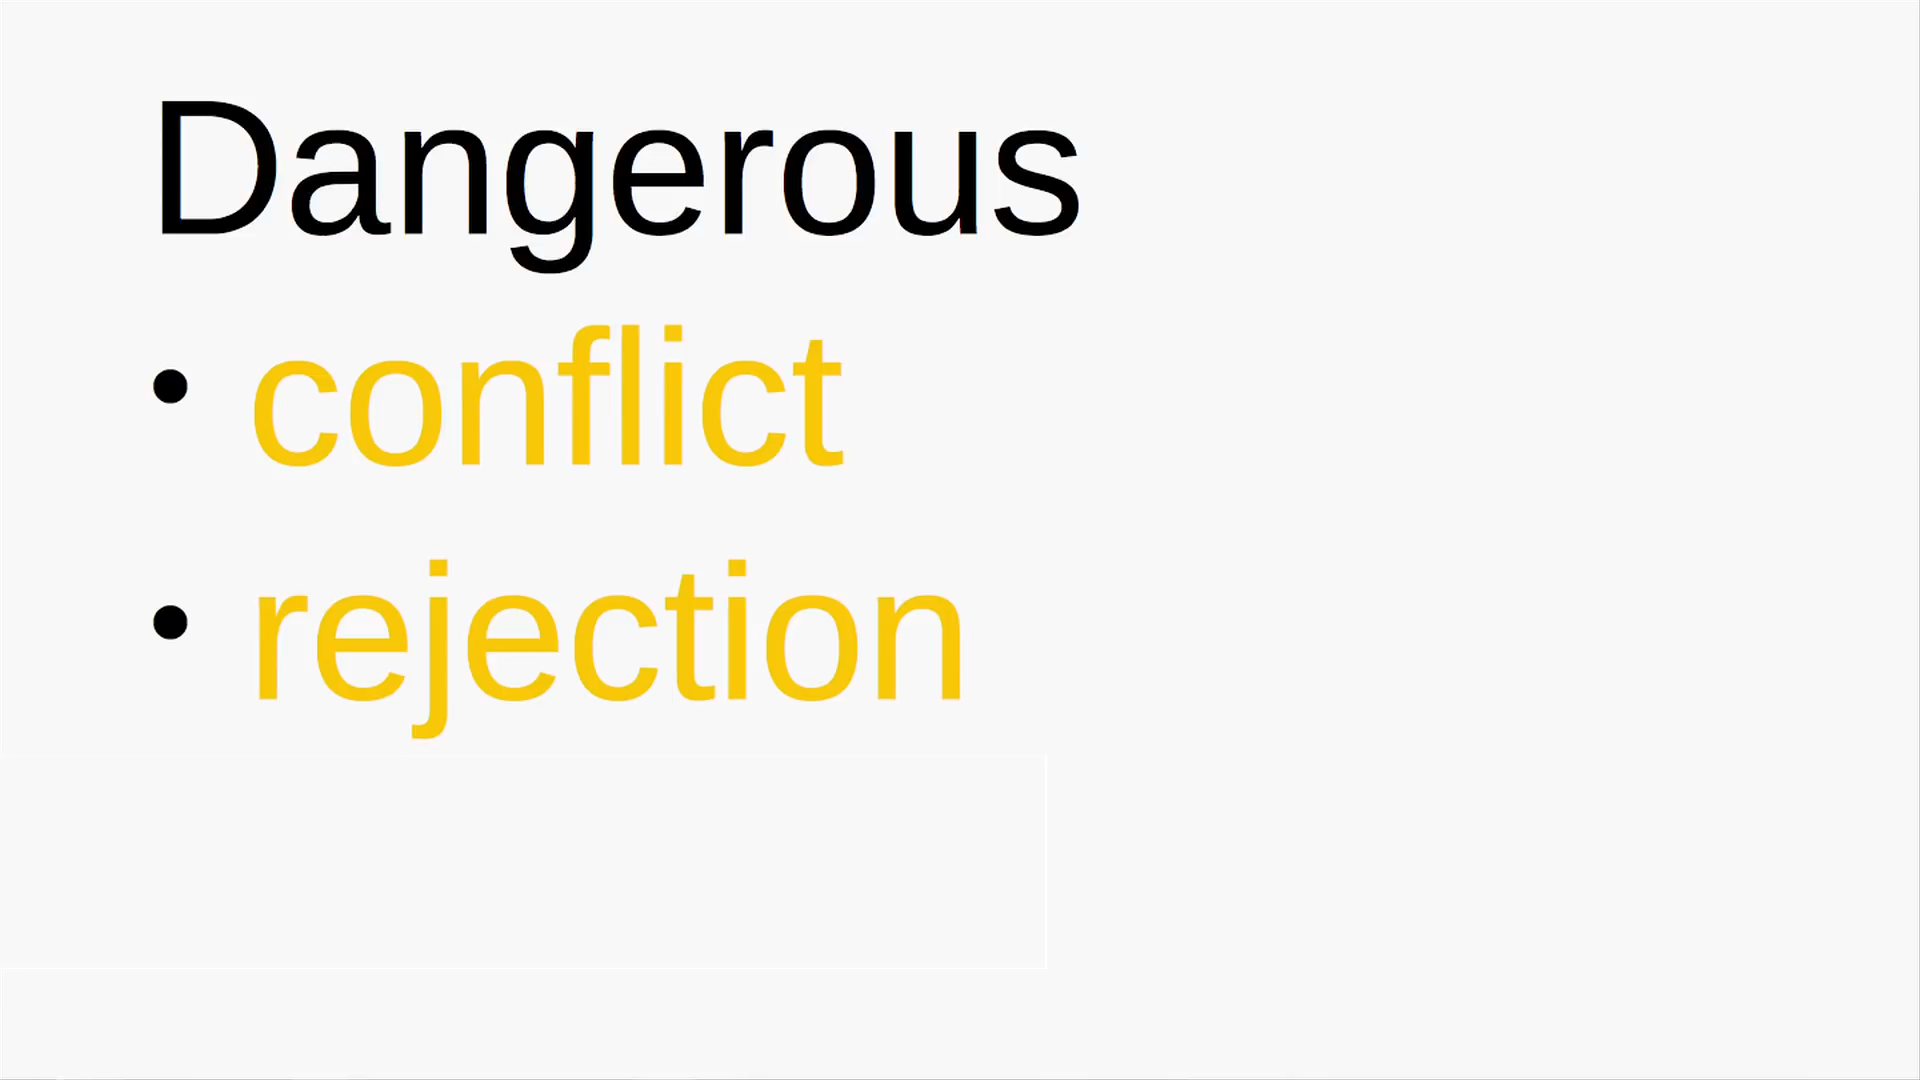 Dangerous
• conflict
• rejection